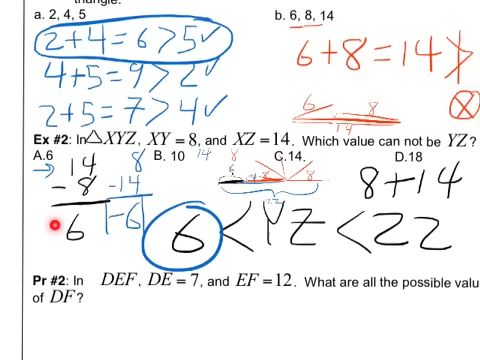 triangle.
a. 2, 4, 5
b. 6, 8, 14
2+4=6>5✓
4+5=9>2✓
2+5=7>4✓
6+8=14
6 8
14
Ex #2: In △XYZ, XY = 8, and XZ = 14. Which value can not be YZ?
A.6 B. 10 C.14. D.18
14
-8
6
8
-14
-6
14 8
8
8+14
6<YZ<22
Pr #2: In DEF, DE = 7, and EF = 12. What are all the possible valu
of DF?